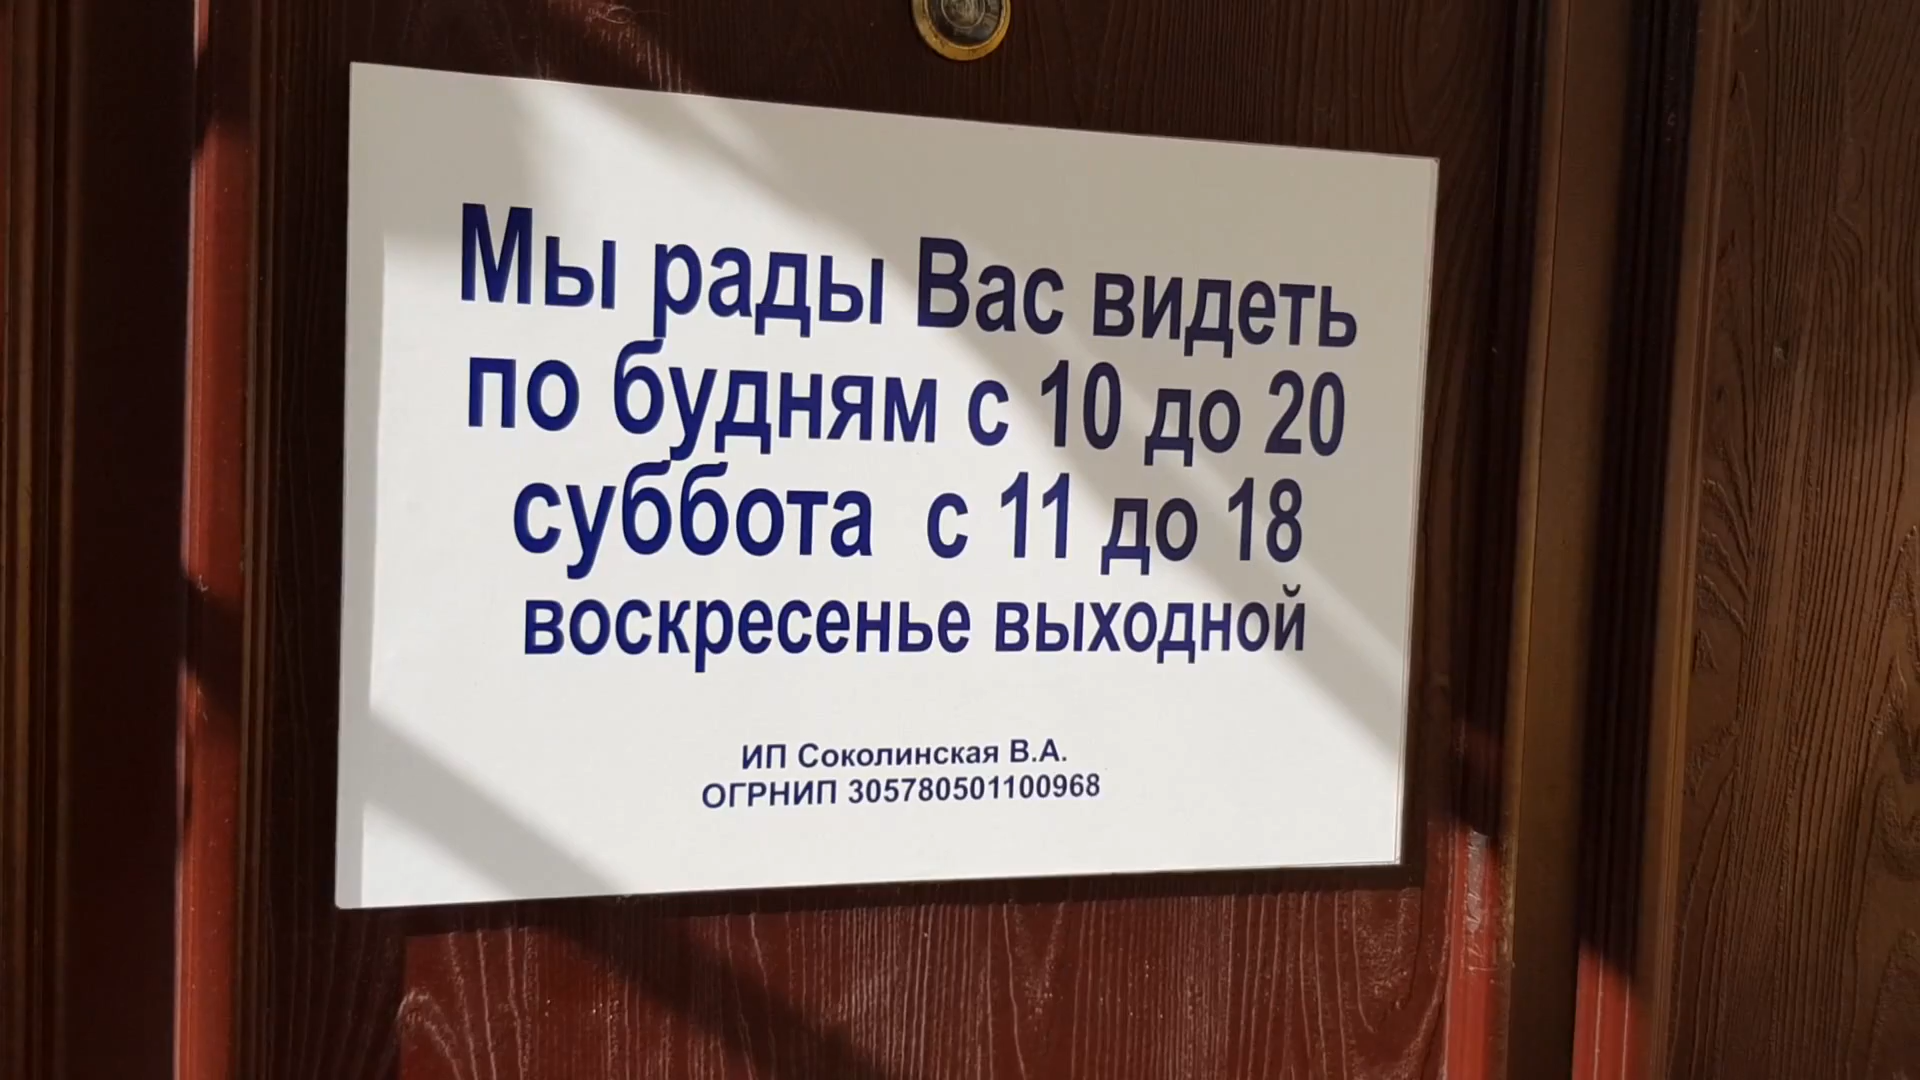 Мы рады Вас видеть
по будням с 10 до 20
суббота с 11 до 18
воскресенье выходной
ИП Соколинская В.А.
ОГРНИП 305780501100968